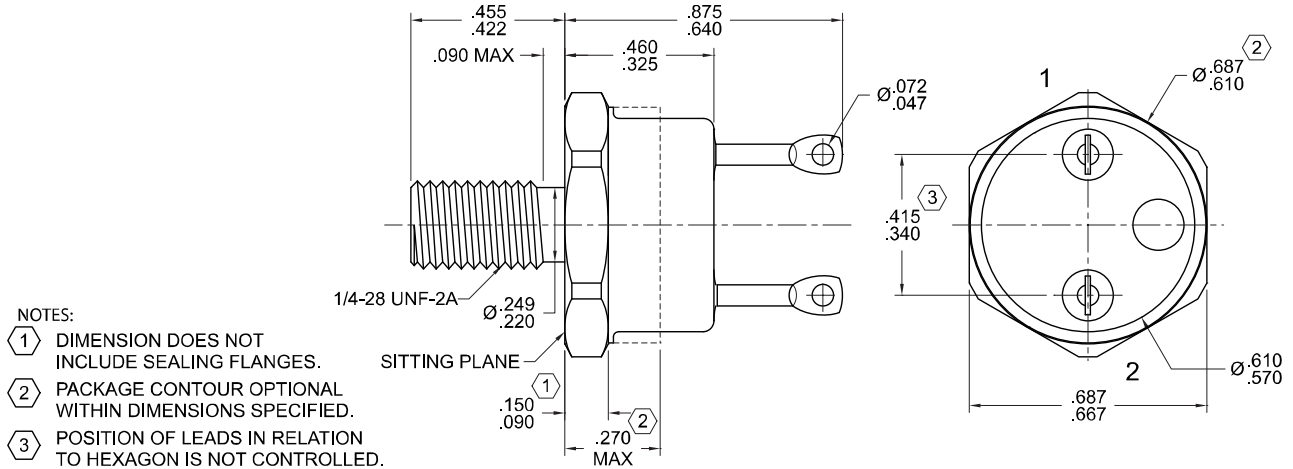 .455
.422
.875
.640
.090 MAX
.460
.325
Ø.072
.047
1/4-28 UNF-2A
Ø.249
.220
SITTING PLANE
1
.150
.090
2
.270
MAX
1
Ø.687
.610
2
.415
.340
3
2
Ø.610
.570
.687
.667
NOTES:
1 DIMENSION DOES NOT
INCLUDE SEALING FLANGES.
2 PACKAGE CONTOUR OPTIONAL
WITHIN DIMENSIONS SPECIFIED.
3 POSITION OF LEADS IN RELATION
TO HEXAGON IS NOT CONTROLLED.